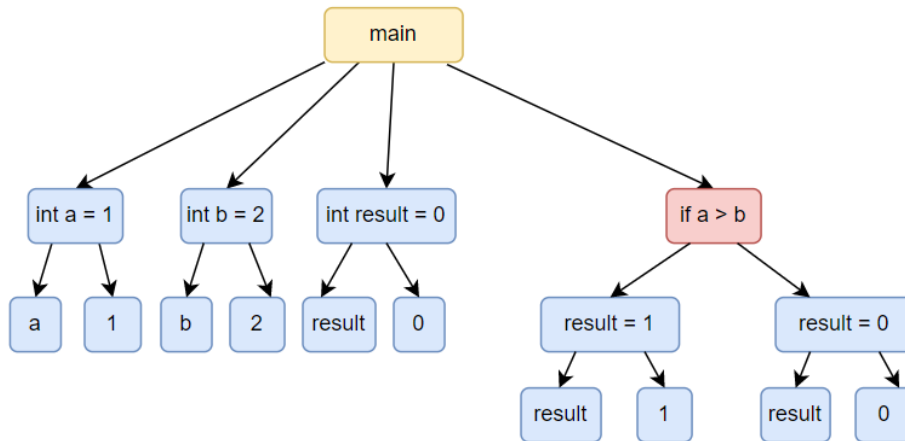 main
int a = 1
int b = 2
int result = 0
if a > b
a
1
b
2
result
0
result = 1
result = 0
result
1
result
0